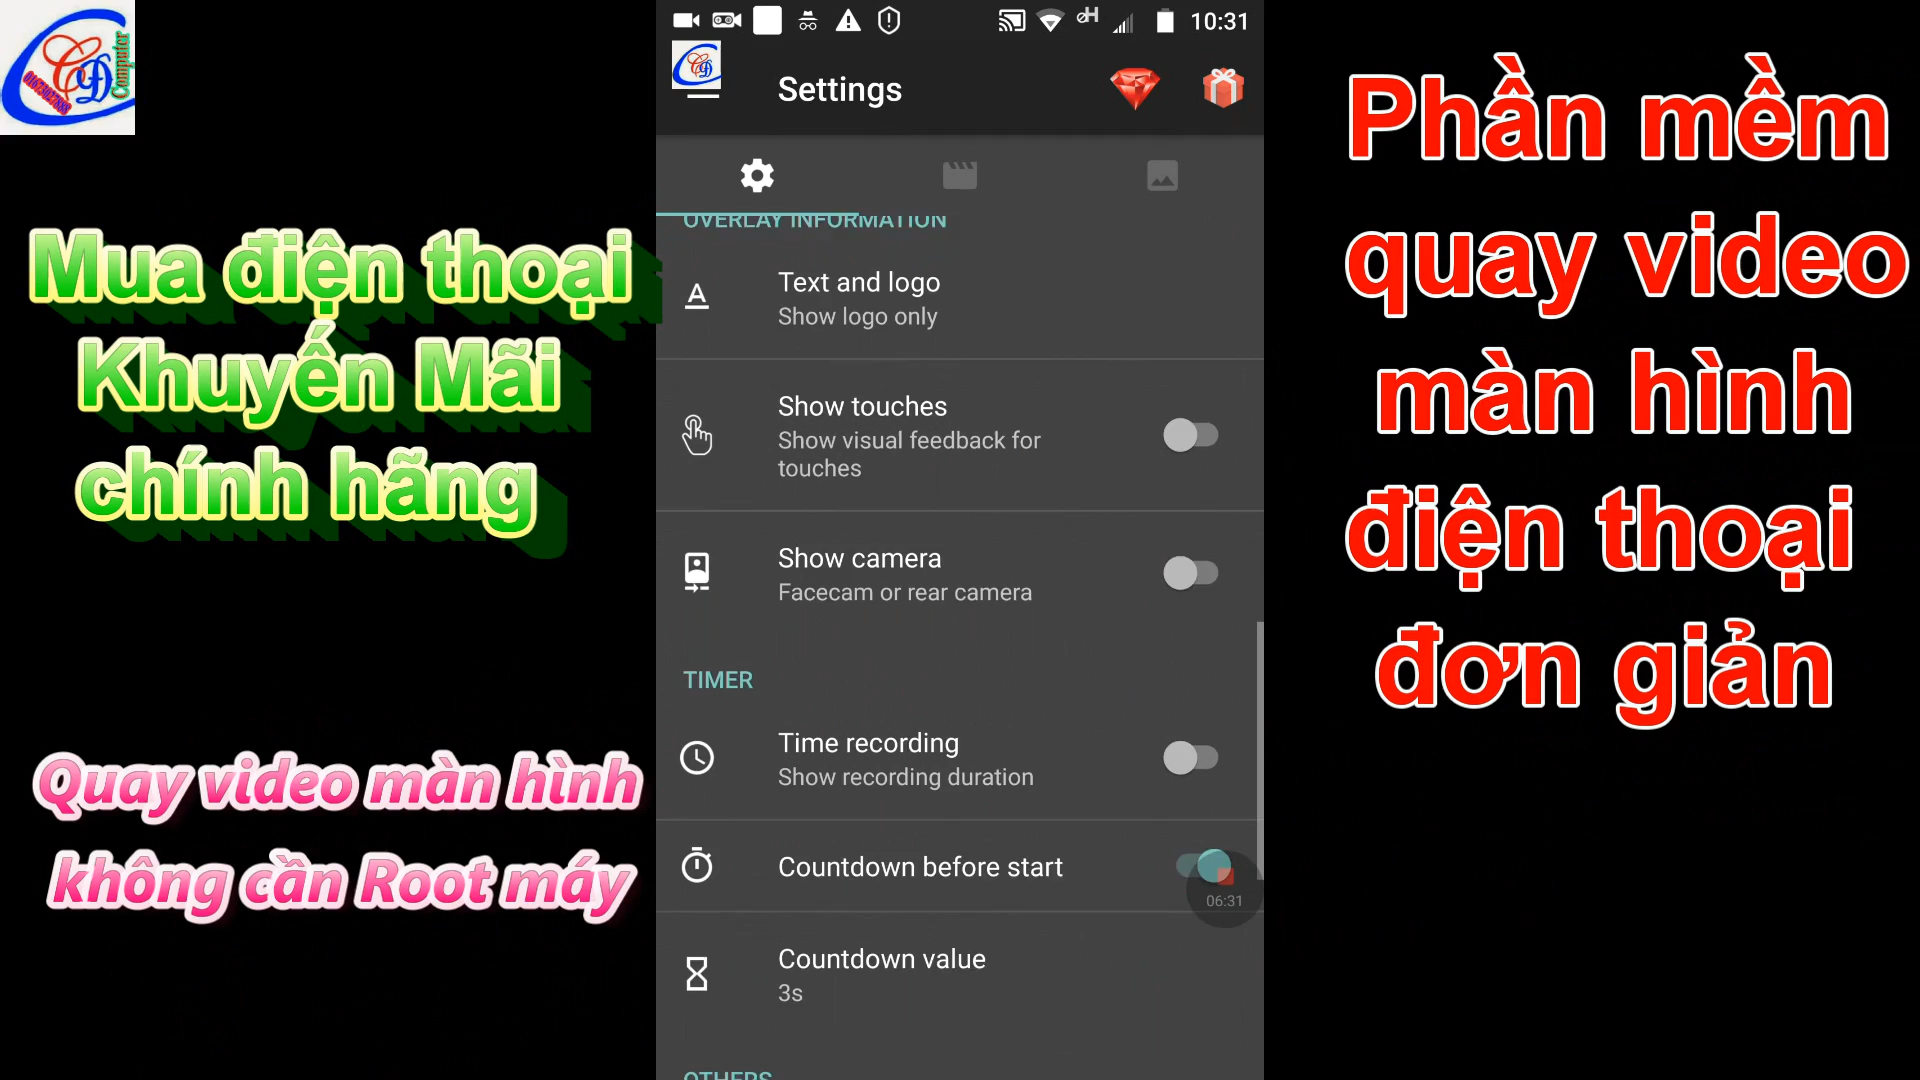 Computer
CĐ
10:31
Settings
OVERLAY INFORMATION
Text and logo
Show logo only
Show touches
Show visual feedback for
touches
Show camera
Facecam or rear camera
TIMER
Time recording
Show recording duration
Countdown before start
06:31
Countdown value
3s
OTHERS
Mua điện thoại
Khuyến Mãi
chính hãng
Quay video màn hình
không cần Root máy
Phần mềm
quay video
màn hình
điện thoại
đơn giản